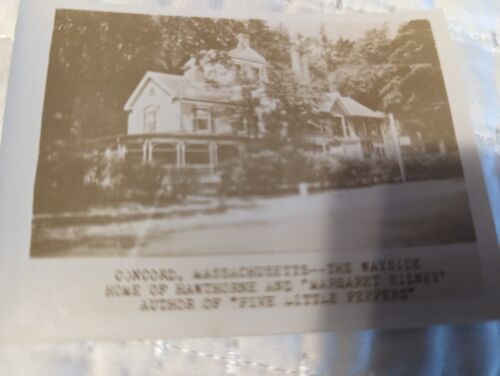 CONCORD, MASSACHUSETTS--THE WAYSIDE
HOME OF HAWTHORNE AND "MARGARET SIDNEY"
AUTHOR OF "FIVE LITTLE PEPPERS"